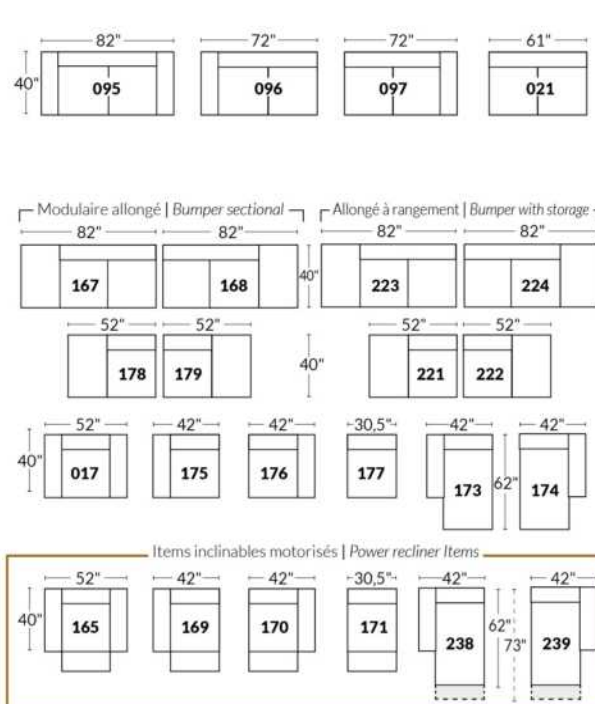 82" 72" 72" 61"
40" 095 096 097 021
Modulaire allongé | Bumper sectional Allongé à rangement | Bumper with storage
82" 82" 82" 82"
167 168 40" 223 224
52" 52" 52" 52"
178 179 40" 221 222
52" 42" 42" 30,5" 42" 42"
40" 017 175 176 177 173 62" 174
Items inclinables motorisés | Power recliner Items
52" 42" 42" 30,5" 42" 42"
40" 165 169 170 171 238 62" 73" 239